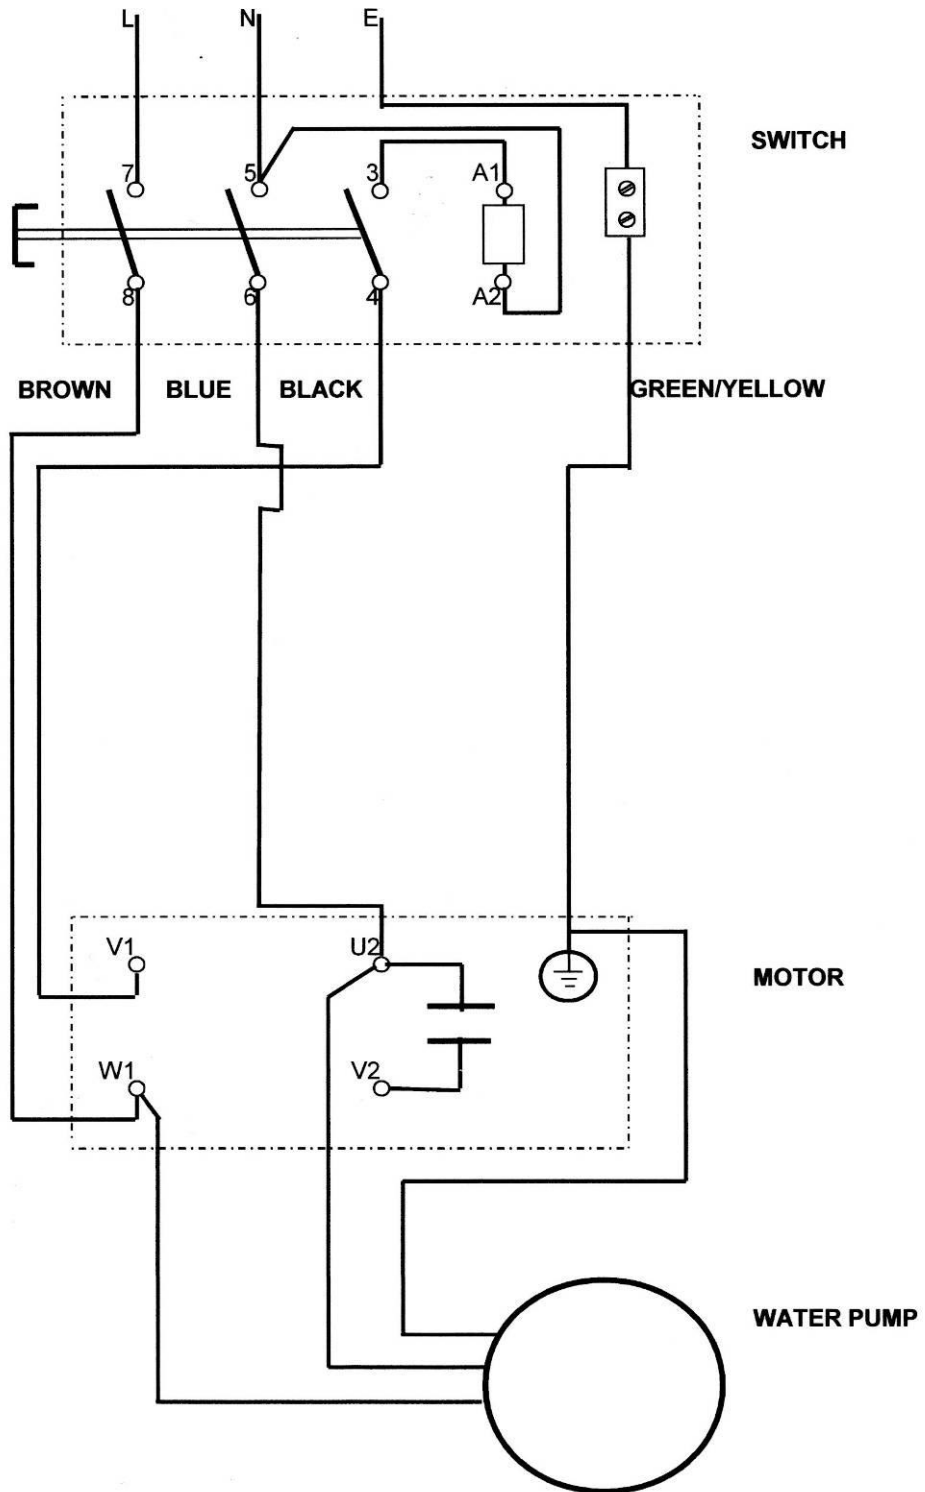 L N E
SWITCH
7 5 3 A1
8 6 4 A2
BROWN BLUE BLACK GREEN/YELLOW
V1 U2
MOTOR
W1 V2
WATER PUMP